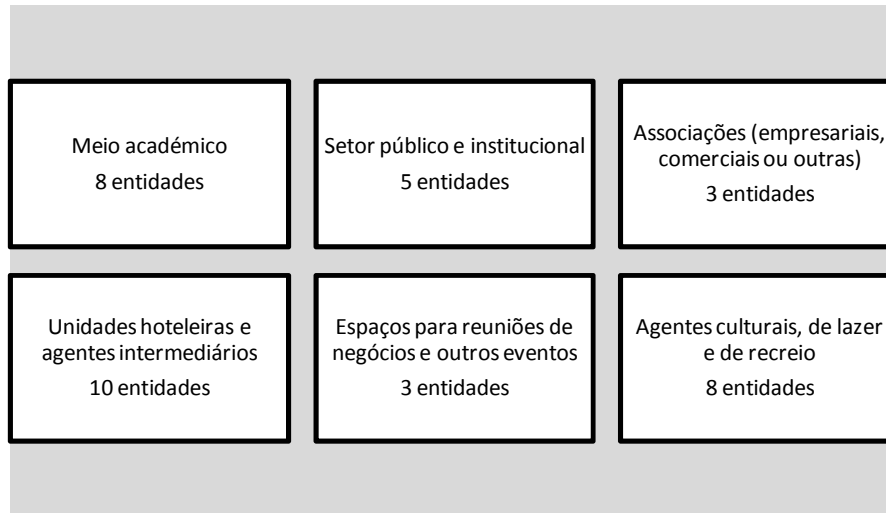 Meio académico
8 entidades
Setor público e institucional
5 entidades
Associações (empresariais,
comerciais ou outras)
3 entidades
Unidades hoteleiras e
agentes intermediários
10 entidades
Espaços para reuniões de
negócios e outros eventos
3 entidades
Agentes culturais, de lazer
e de recreio
8 entidades